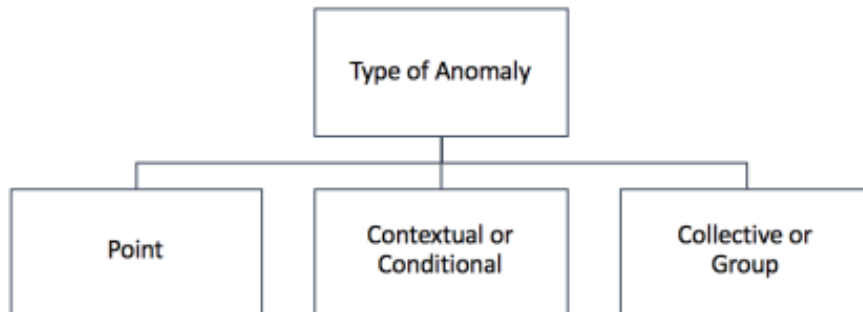 Type of Anomaly
Point
Contextual or
Conditional
Collective or
Group